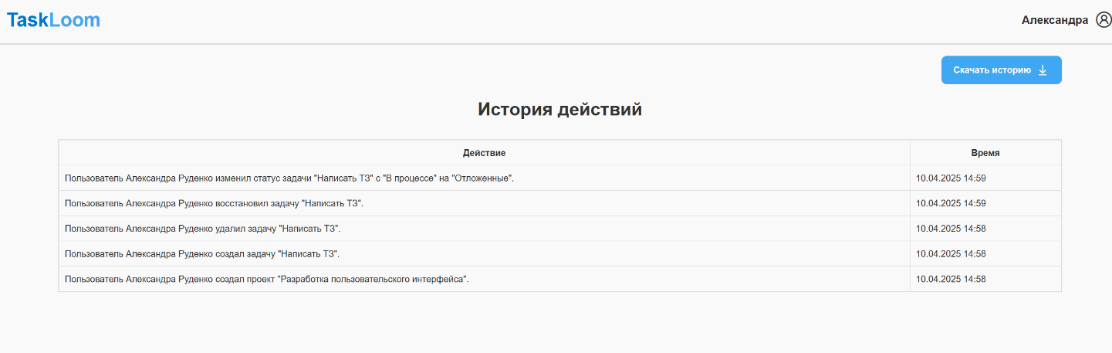 TaskLoom
Александра
Скачать историю
История действий
Действие Время
Пользователь Александра Руденко изменил статус задачи "Написать ТЗ" с "В процессе" на "Отложенные". 10.04.2025 14:59
Пользователь Александра Руденко восстановил задачу "Написать ТЗ". 10.04.2025 14:59
Пользователь Александра Руденко удалил задачу "Написать ТЗ". 10.04.2025 14:58
Пользователь Александра Руденко создал задачу "Написать ТЗ". 10.04.2025 14:58
Пользователь Александра Руденко создал проект "Разработка пользовательского интерфейса". 10.04.2025 14:58